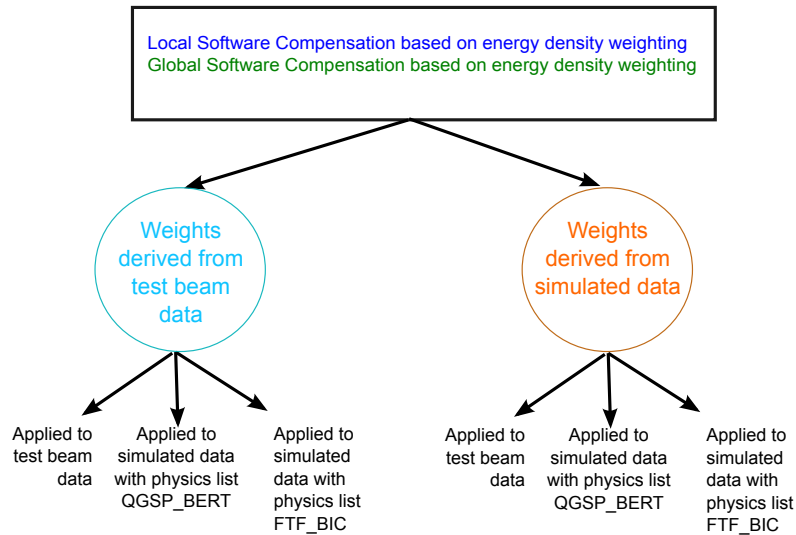 Local Software Compensation based on energy density weighting
Global Software Compensation based on energy density weighting
Weights
derived from
test beam
data
Weights
derived from
simulated data
Applied to
test beam
data
Applied to
simulated data
with physics list
QGSP_BERT
Applied to
simulated
data with
physics list
FTF_BIC
Applied to
test beam
data
Applied to
simulated data
with physics list
QGSP_BERT
Applied to
simulated
data with
physics list
FTF_BIC